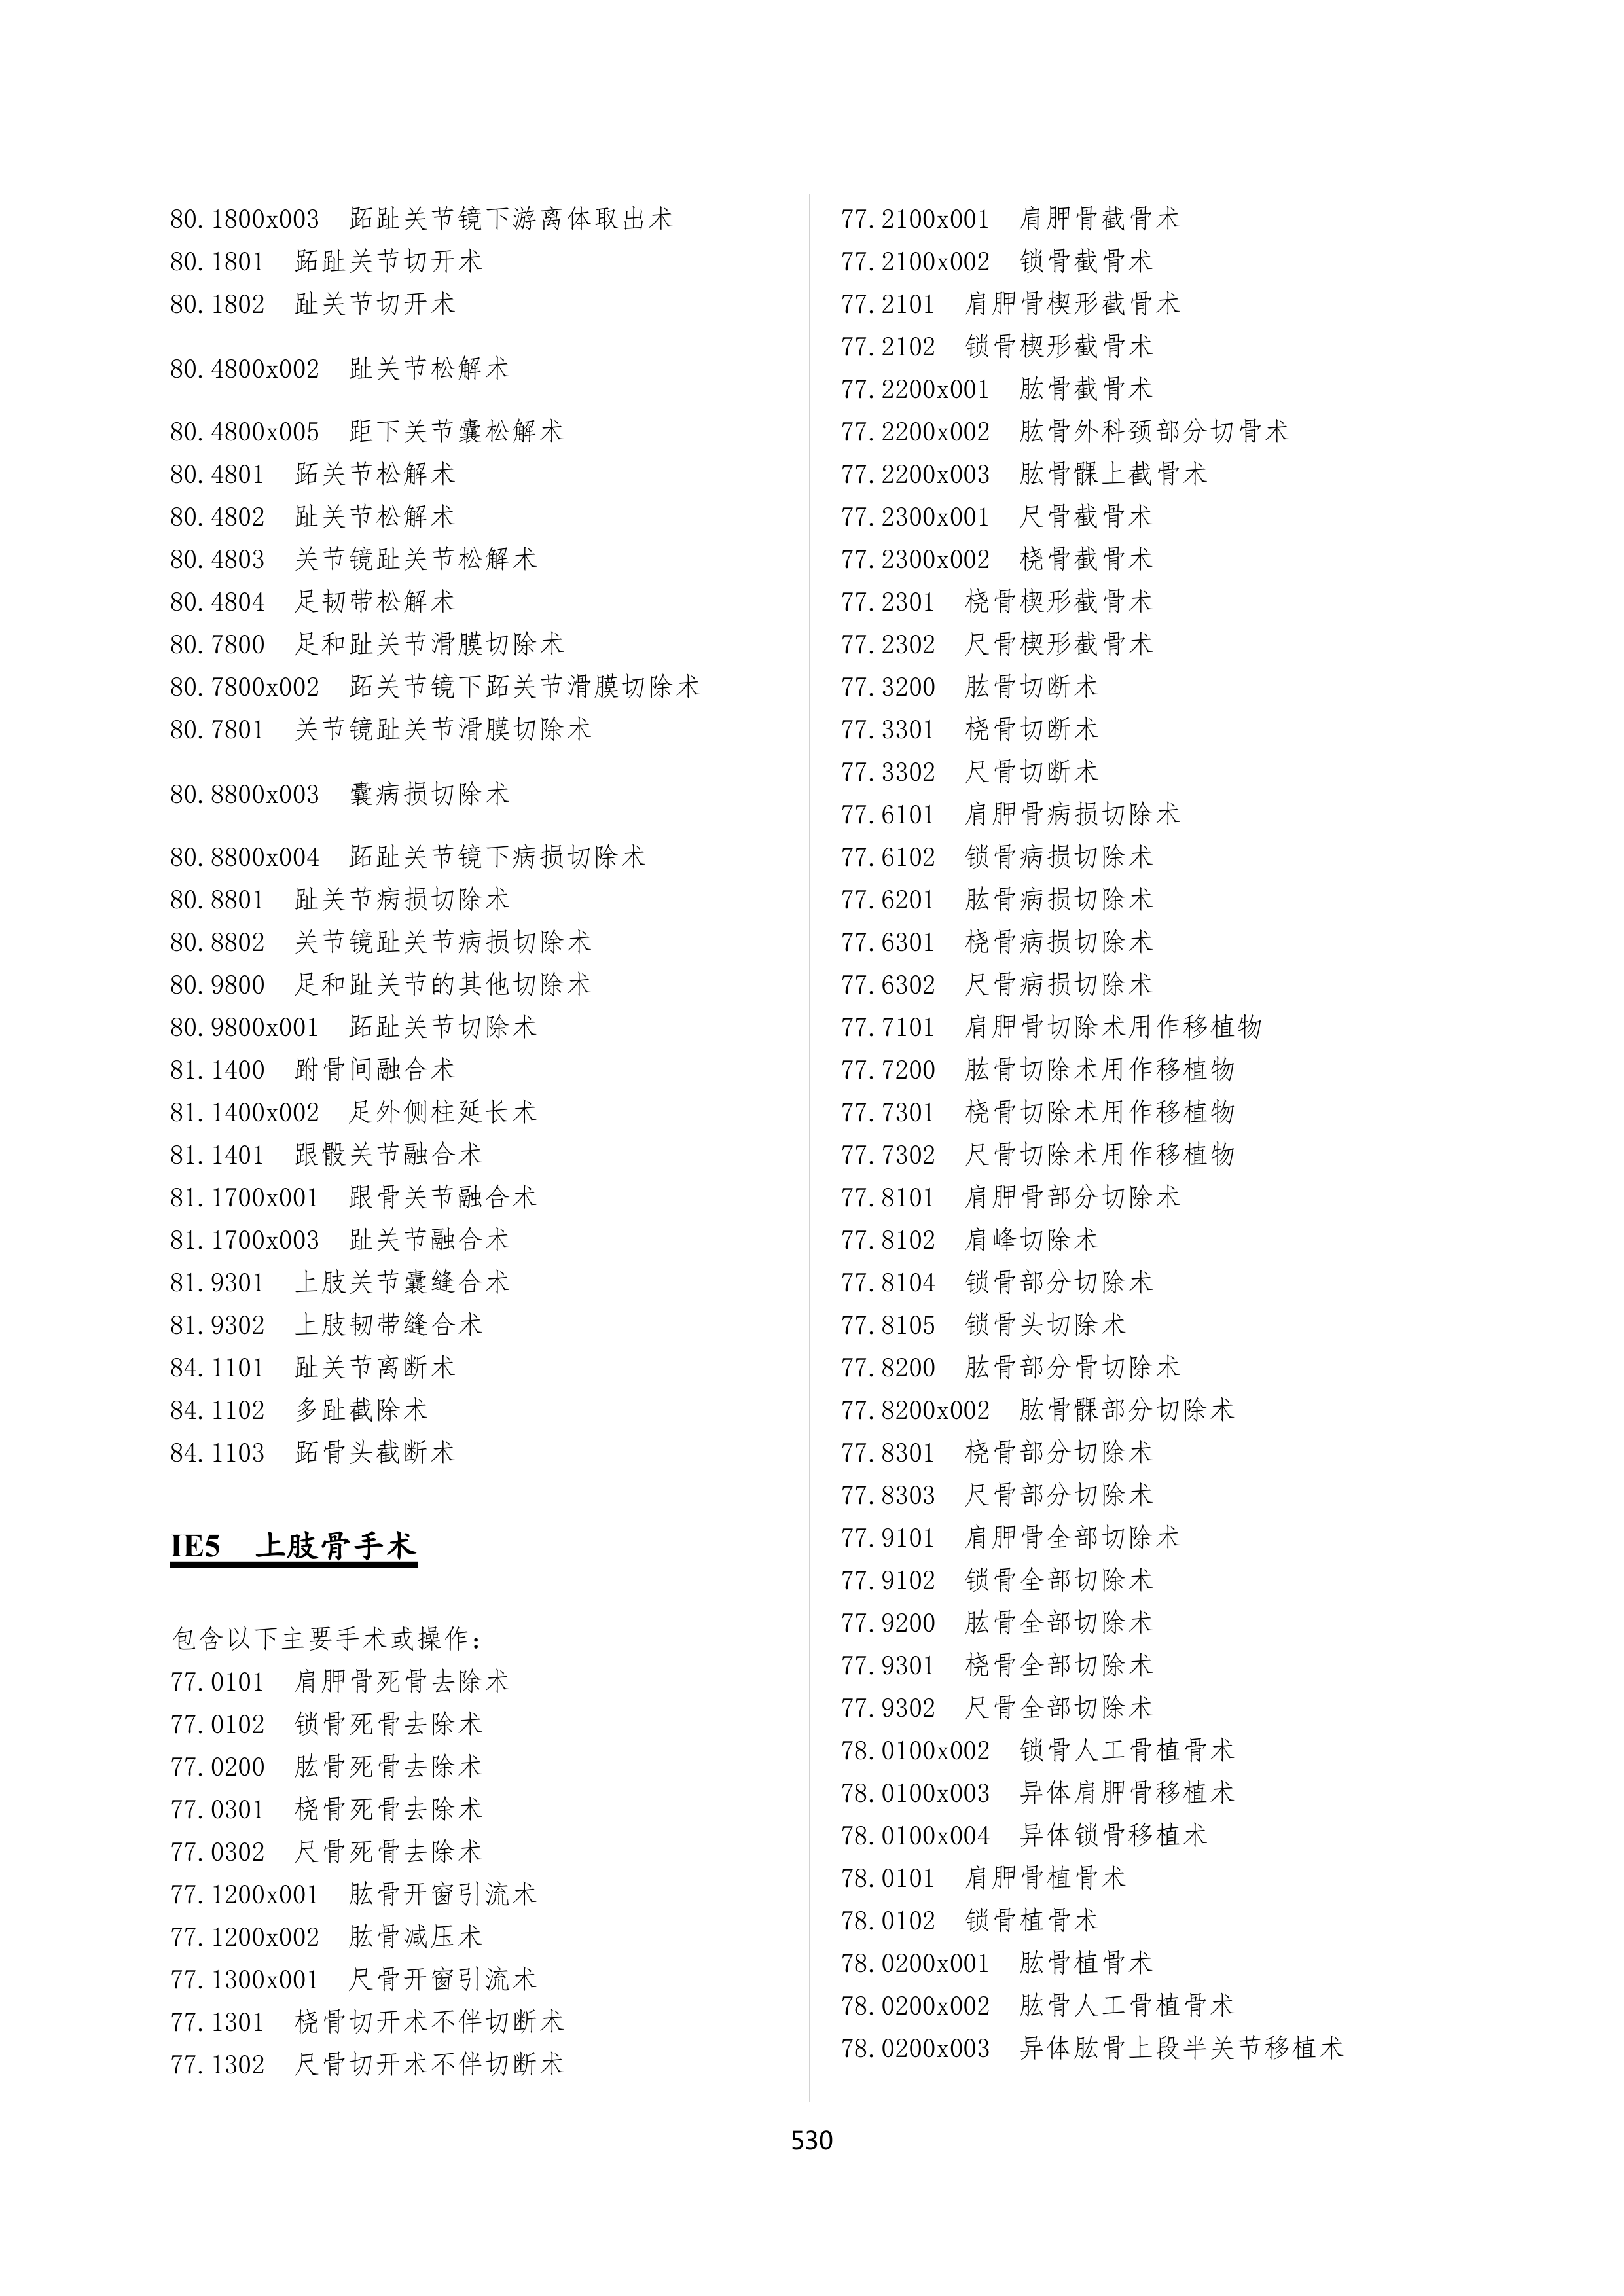 80.1800x003 跖趾关节镜下游离体取出术
80.1801 跖趾关节切开术
80.1802 趾关节切开术
80.4800x002 趾关节松解术
80.4800x005 距下关节囊松解术
80.4801 跖关节松解术
80.4802 趾关节松解术
80.4803 关节镜趾关节松解术
80.4804 足韧带松解术
80.7800 足和趾关节滑膜切除术
80.7800x002 跖关节镜下跖关节滑膜切除术
80.7801 关节镜趾关节滑膜切除术
80.8800x003 囊病损切除术
80.8800x004 跖趾关节镜下病损切除术
80.8801 趾关节病损切除术
80.8802 关节镜趾关节病损切除术
80.9800 足和趾关节的其他切除术
80.9800x001 跖趾关节切除术
81.1400 跗骨间融合术
81.1400x002 足外侧柱延长术
81.1401 跟骰关节融合术
81.1700x001 跟骨关节融合术
81.1700x003 趾关节融合术
81.9301 上肢关节囊缝合术
81.9302 上肢韧带缝合术
84.1101 趾关节离断术
84.1102 多趾截除术
84.1103 跖骨头截断术
IE5 上肢骨手术
包含以下主要手术或操作：
77.0101 肩胛骨死骨去除术
77.0102 锁骨死骨去除术
77.0200 肱骨死骨去除术
77.0301 桡骨死骨去除术
77.0302 尺骨死骨去除术
77.1200x001 肱骨开窗引流术
77.1200x002 肱骨减压术
77.1300x001 尺骨开窗引流术
77.1301 桡骨切开术不伴切断术
77.1302 尺骨切开术不伴切断术
77.2100x001 肩胛骨截骨术
77.2100x002 锁骨截骨术
77.2101 肩胛骨楔形截骨术
77.2102 锁骨楔形截骨术
77.2200x001 肱骨截骨术
77.2200x002 肱骨外科颈部分切骨术
77.2200x003 肱骨髁上截骨术
77.2300x001 尺骨截骨术
77.2300x002 桡骨截骨术
77.2301 桡骨楔形截骨术
77.2302 尺骨楔形截骨术
77.3200 肱骨切断术
77.3301 桡骨切断术
77.3302 尺骨切断术
77.6101 肩胛骨病损切除术
77.6102 锁骨病损切除术
77.6201 肱骨病损切除术
77.6301 桡骨病损切除术
77.6302 尺骨病损切除术
77.7101 肩胛骨切除术用作移植物
77.7200 肱骨切除术用作移植物
77.7301 桡骨切除术用作移植物
77.7302 尺骨切除术用作移植物
77.8101 肩胛骨部分切除术
77.8102 肩峰切除术
77.8104 锁骨部分切除术
77.8105 锁骨头切除术
77.8200 肱骨部分骨切除术
77.8200x002 肱骨髁部分切除术
77.8301 桡骨部分切除术
77.8303 尺骨部分切除术
77.9101 肩胛骨全部切除术
77.9102 锁骨全部切除术
77.9200 肱骨全部切除术
77.9301 桡骨全部切除术
77.9302 尺骨全部切除术
78.0100x002 锁骨人工骨植骨术
78.0100x003 异体肩胛骨移植术
78.0100x004 异体锁骨移植术
78.0101 肩胛骨植骨术
78.0102 锁骨植骨术
78.0200x001 肱骨植骨术
78.0200x002 肱骨人工骨植骨术
78.0200x003 异体肱骨上段半关节移植术
530